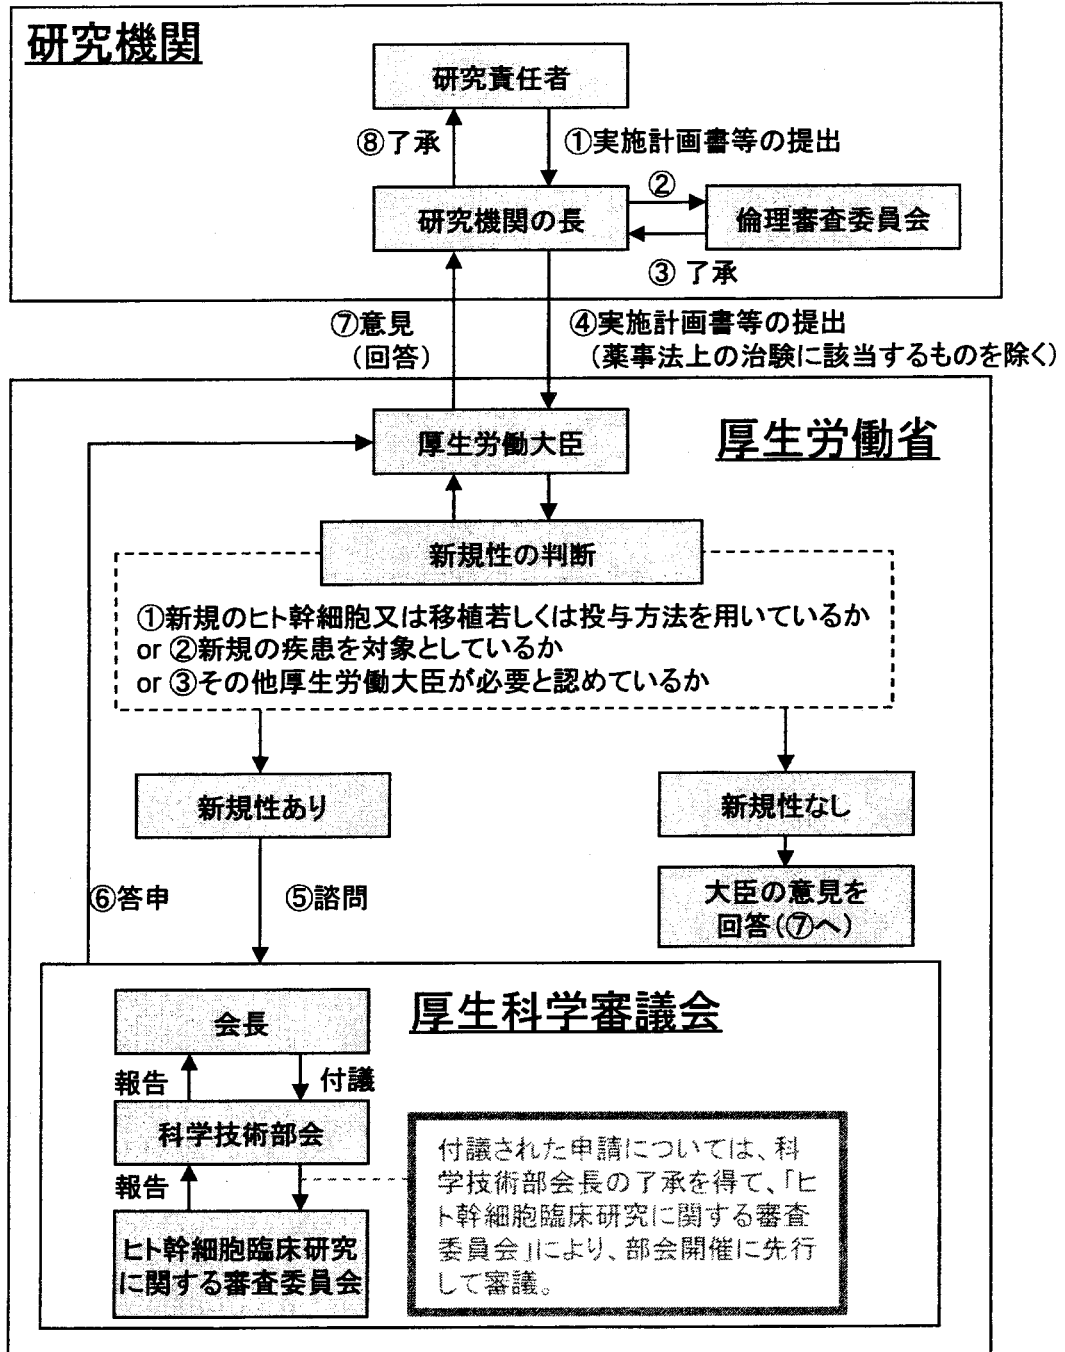 研究機関
研究責任者
⑧了承
①実施計画書等の提出
研究機関の長
②
倫理審査委員会
③ 了承
⑦意見
(回答)
④実施計画書等の提出
(薬事法上の治験に該当するものを除く)
厚生労働大臣
厚生労働省
新規性の判断
①新規のヒト幹細胞又は移植若しくは投与方法を用いているか
or ②新規の疾患を対象としているか
or ③その他厚生労働大臣が必要と認めているか
新規性あり
新規性なし
⑥答申
⑤諮問
大臣の意見を
回答(⑦へ)
厚生科学審議会
会長
報告
付議
科学技術部会
報告
ヒト幹細胞臨床研究
に関する審査委員会
付議された申請については、科
学技術部会長の了承を得て、「ヒ
ト幹細胞臨床研究に関する審査
委員会」により、部会開催に先行
して審議。